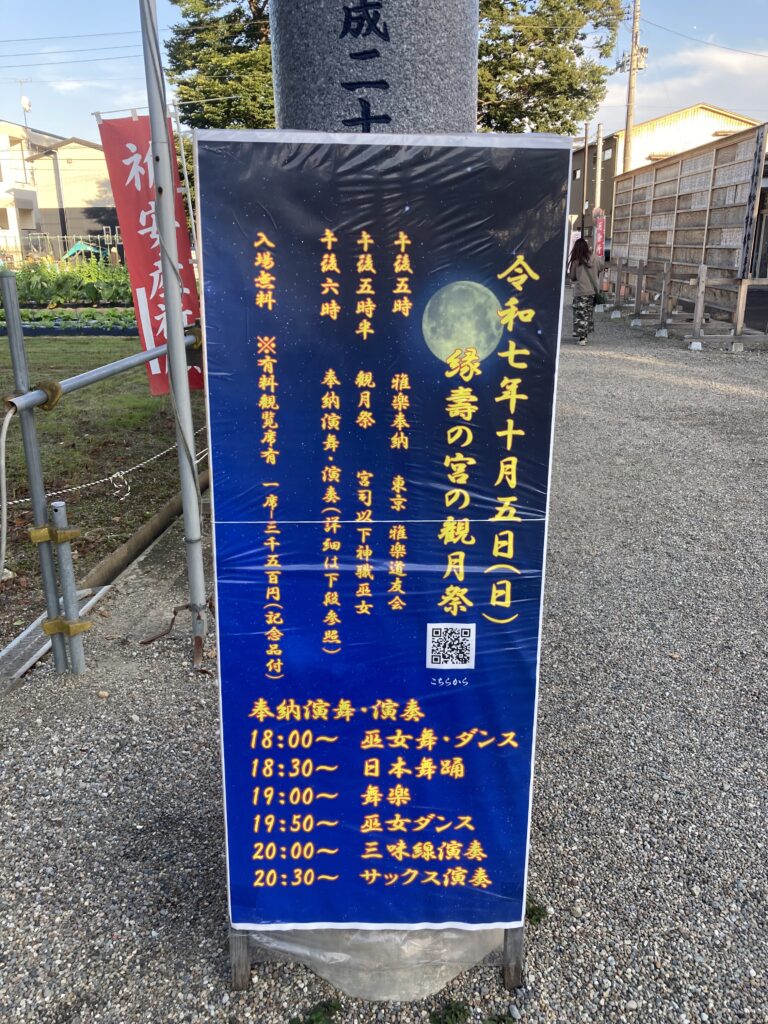 成二十
令和七年十月五日(日)
縁壽の宮の観月祭
こちらから
午後五時 雅楽奉納 東京 雅楽道友会
午後五時半 観月祭 宮司以下神職巫女
午後六時 奉納演舞・演奏(詳細は下段参照)
入場無料 ※有料観覧席有 一席 三千五百円(記念品付)
奉納演舞・演奏
18:00〜 巫女舞・ダンス
18:30〜 日本舞踊
19:00〜 舞楽
19:50〜 巫女ダンス
20:00〜 三味線演奏
20:30〜 サックス演奏
安産